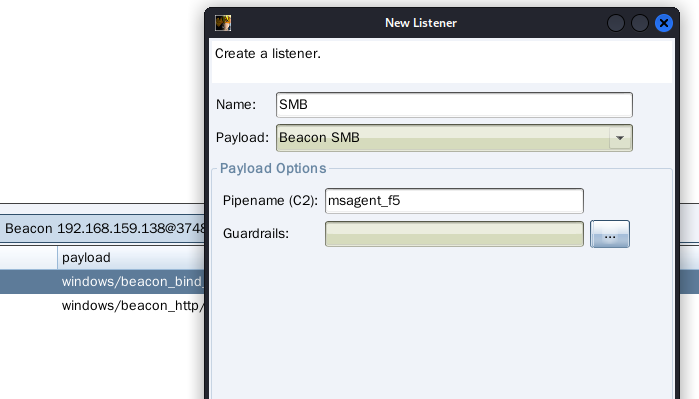 New Listener
Create a listener.
Name: SMB
Payload: Beacon SMB
Payload Options
Pipename (C2): msagent_f5
Guardrails: ...
Beacon 192.168.159.138@3748
payload
windows/beacon_bind_
windows/beacon_http/